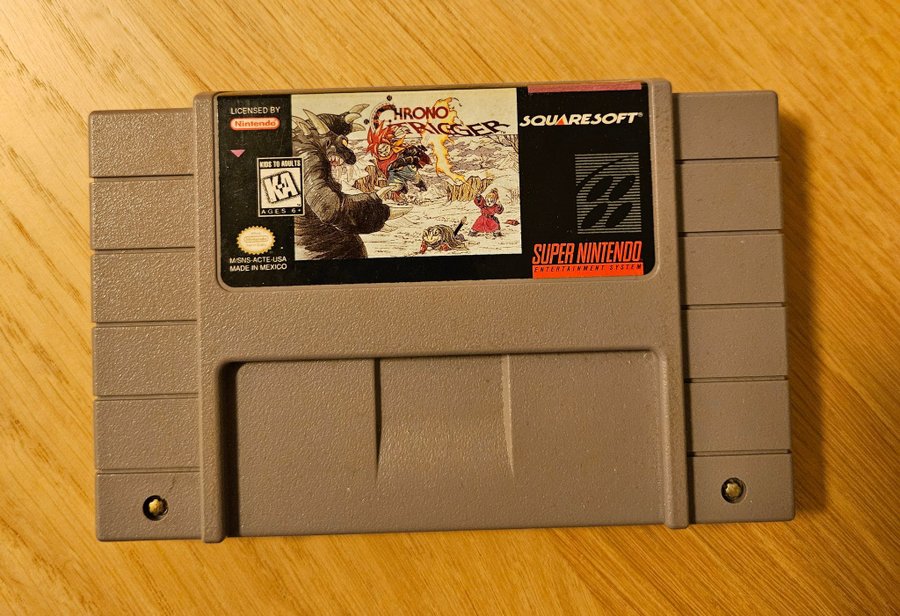 LICENSED BY
Nintendo
KIDS TO ADULTS
K-A
AGES 6+
M/SNS-ACTE-USA
MADE IN MEXICO
CHRONO
TRIGGER
SQUARESOFT®
SUPER NINTENDO
ENTERTAINMENT SYSTEM